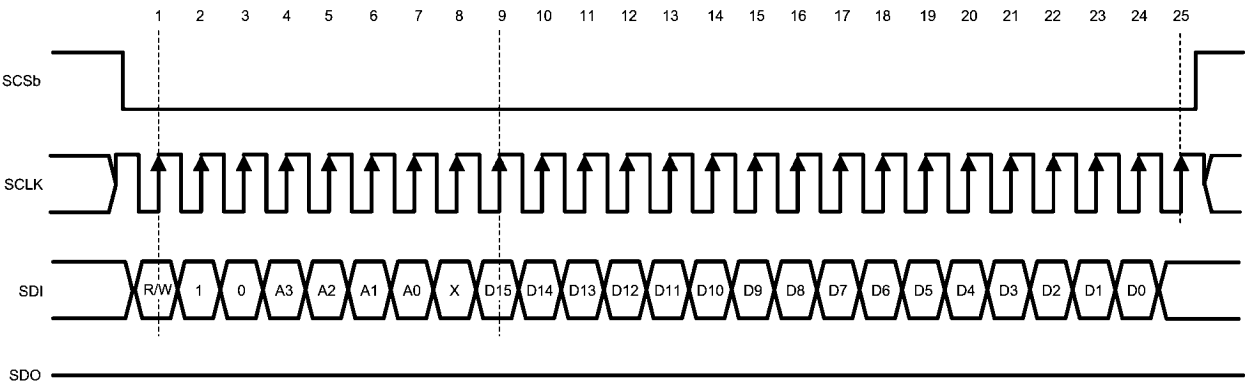 1 2 3 4 5 6 7 8 9 10 11 12 13 14 15 16 17 18 19 20 21 22 23 24 25
SCSb
SCLK
SDI R/W 1 0 A3 A2 A1 A0 X D15 D14 D13 D12 D11 D10 D9 D8 D7 D6 D5 D4 D3 D2 D1 D0
SDO